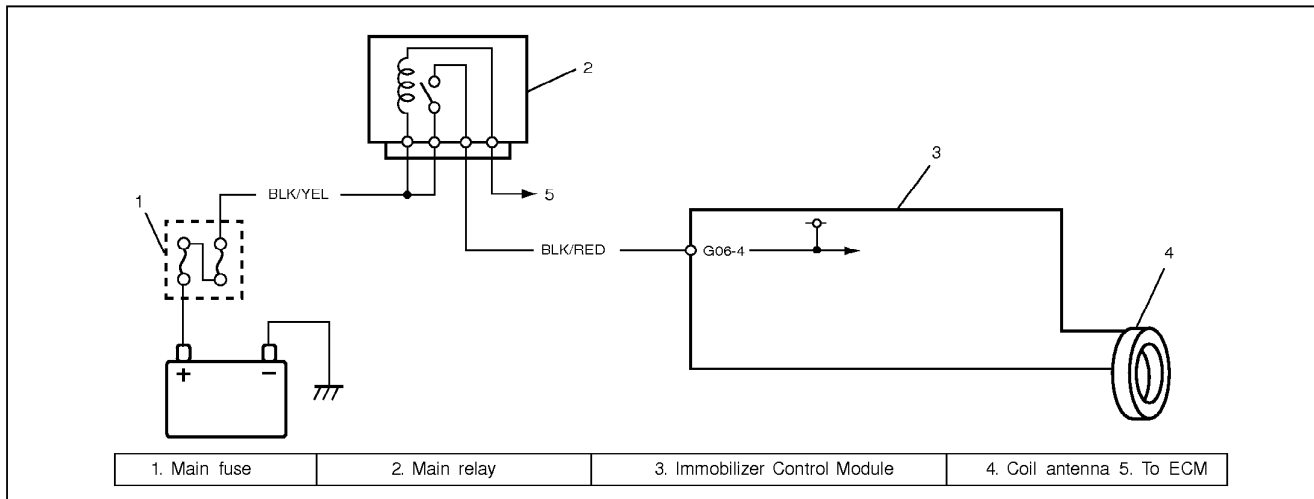 2
3
1
BLK/YEL
5
BLK/RED
G06-4
4
+ −
1. Main fuse
2. Main relay
3. Immobilizer Control Module
4. Coil antenna 5. To ECM